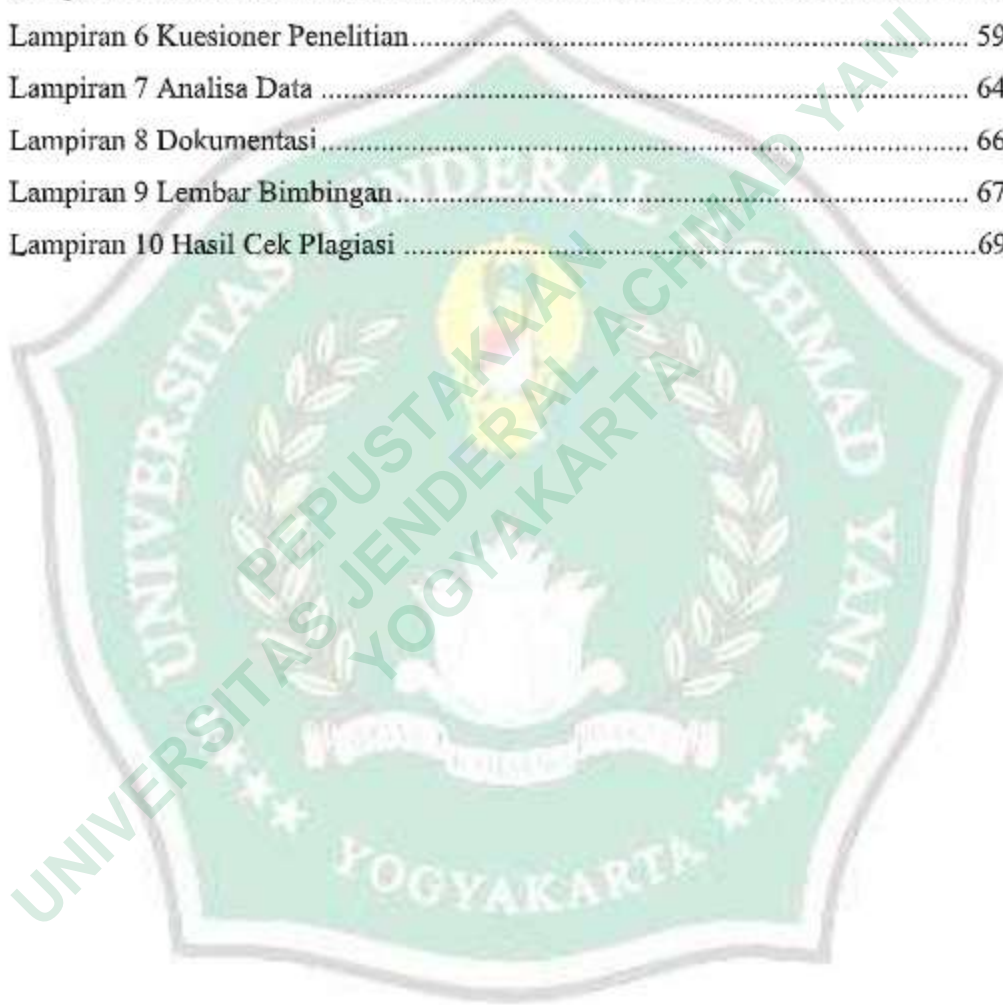 Lampiran 6 Kuesioner Penelitian........................................................................ 59
Lampiran 7 Analisa Data ........................................................................ 64
Lampiran 8 Dokumentasi........................................................................ 66
Lampiran 9 Lembar Bimbingan........................................................................ 67
Lampiran 10 Hasil Cek Plagiasi ........................................................................69
UNIVERSITAS JENDERAL ACHMAD YANI
YOGYAKARTA
PEPUSTAKAAN
UNIVERSITAS JENDERAL ACHMAD YANI
YOGYAKARTA